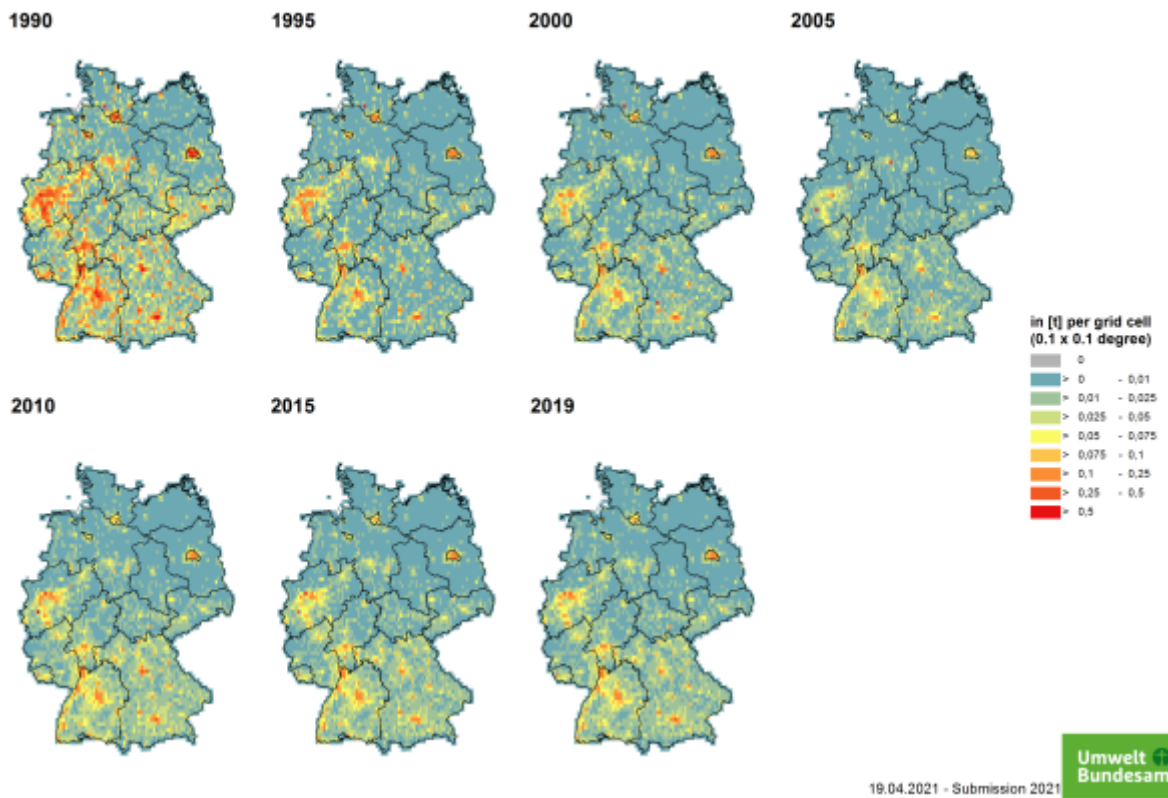 1990
1995
2000
2005
in [t] per grid cell
(0.1 x 0.1 degree)
0
> 0 - 0,01
> 0,01 - 0,025
> 0,025 - 0,05
> 0,05 - 0,075
> 0,075 - 0,1
> 0,1 - 0,25
> 0,25 - 0,5
> 0,5
2010
2015
2019
19.04.2021 - Submission 2021
Umwelt
Bundesam